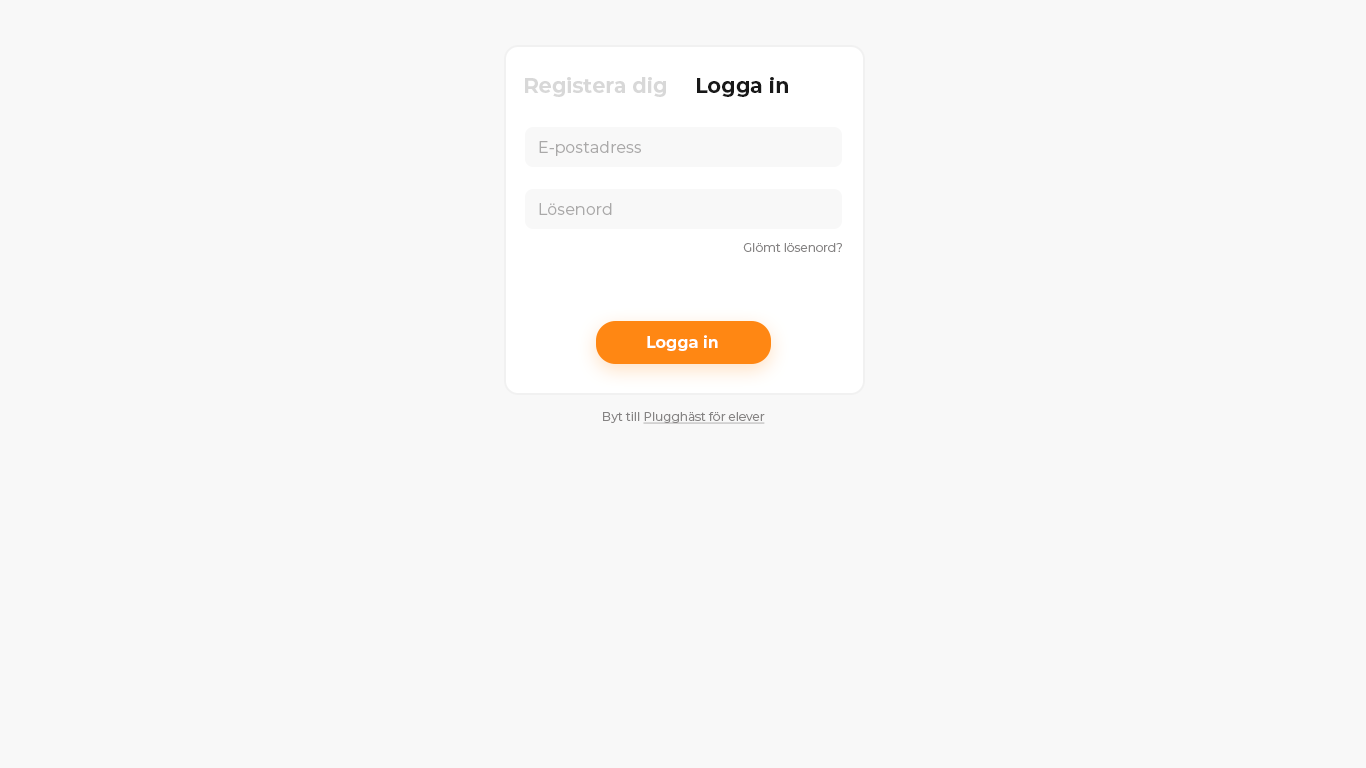 Registera dig Logga in
E-postadress
Lösenord
Glömt lösenord?
Logga in
Byt till Plugghäst för elever